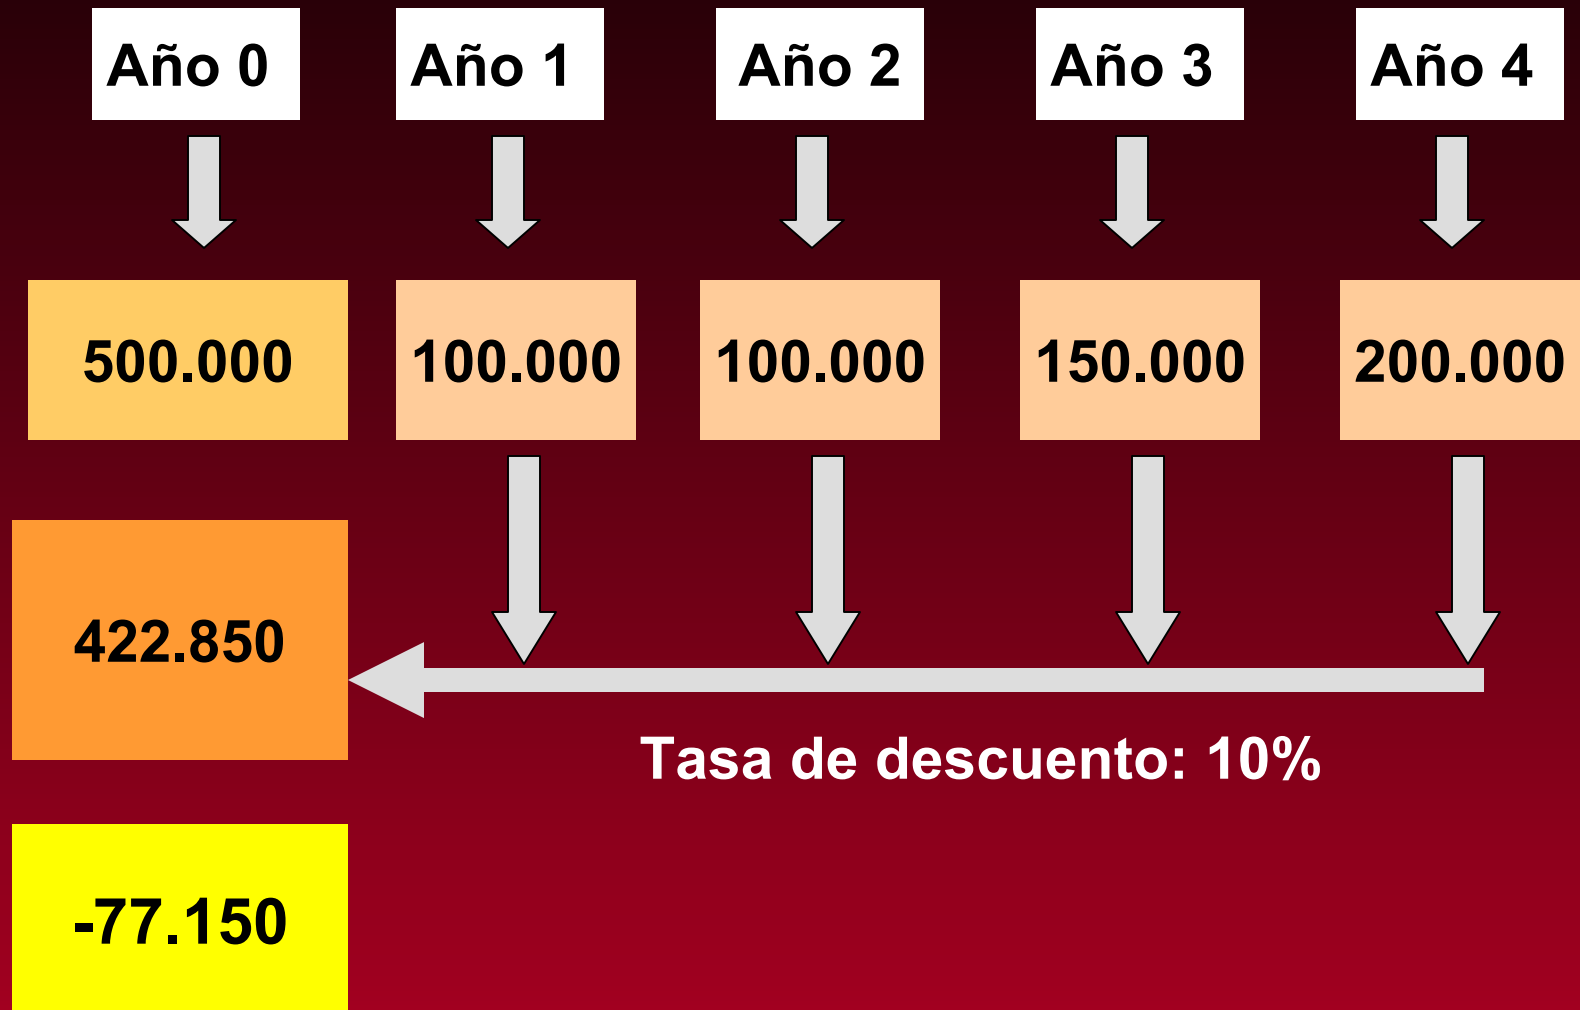 Año 0
Año 1
Año 2
Año 3
Año 4
500.000
100.000
100.000
150.000
200.000
422.850
Tasa de descuento: 10%
-77.150